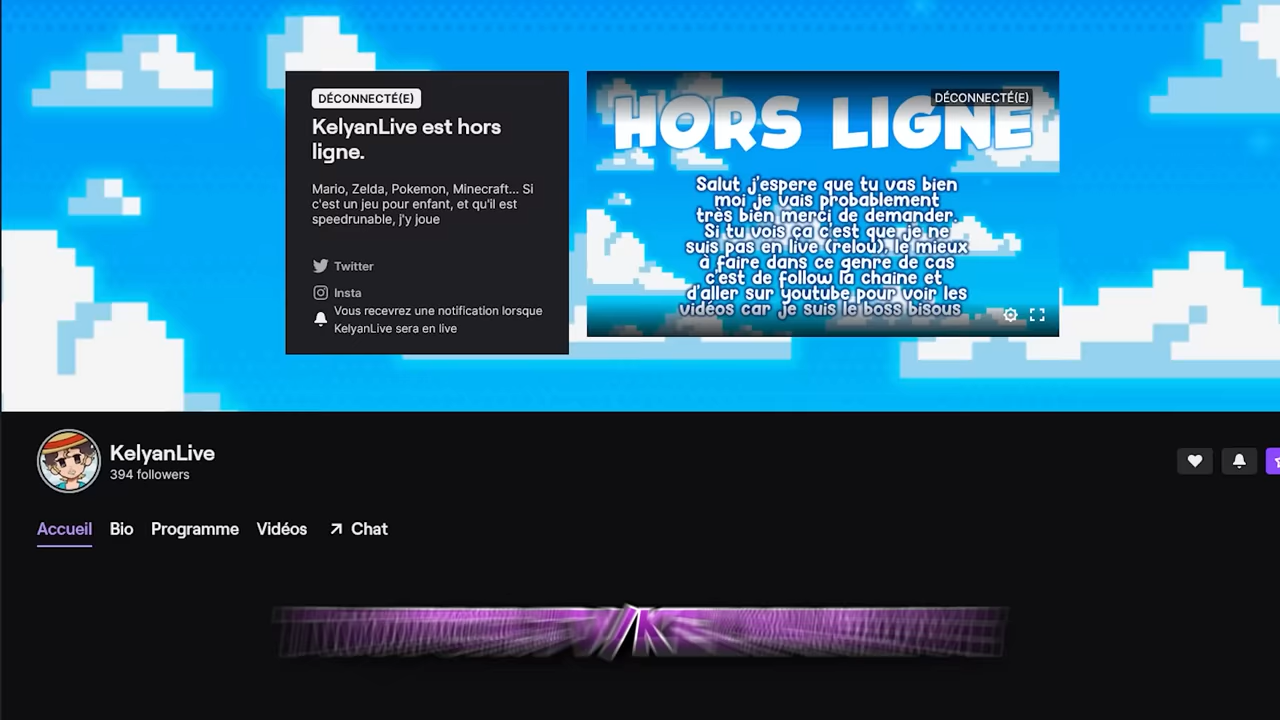 DÉCONNECTÉ(E)
KelyanLive est hors
ligne.
Mario, Zelda, Pokemon, Minecraft... Si
c'est un jeu pour enfant, et qu'il est
speedrunable, j'y joue
Twitter
Insta
Vous recevrez une notification lorsque
KelyanLive sera en live
DÉCONNECTÉ(E)
HORS LIGNE
Salut j'espere que tu vas bien
moi je vais probablement
très bien merci de demander.
Si tu vois ça c'est que je ne
suis pas en live (relou), le mieux
à faire dans ce genre de cas
c'est de follow la chaine et
d'aller sur youtube pour voir les
vidéos car je suis le boss bisous
KelyanLive
394 followers
Accueil
Bio
Programme
Vidéos
Chat